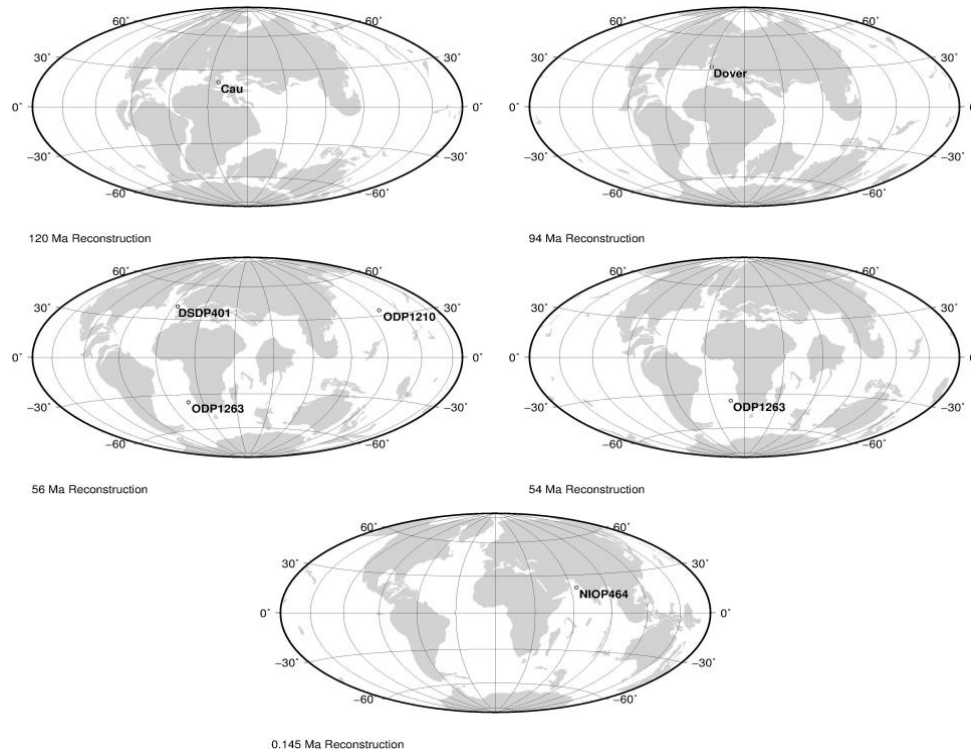 60˚ 60˚
30˚ 30˚
Cau
0˚ 0˚
−30˚ −30˚
−60˚ −60˚
120 Ma Reconstruction
60˚ 60˚
30˚ 30˚
Dover
0˚
−30˚ −30˚
−60˚ −60˚
94 Ma Reconstruction
60˚ 60˚
30˚ DSDP401 30˚
ODP1210
0˚ 0˚
−30˚ −30˚
ODP1263
−60˚ −60˚
56 Ma Reconstruction
60˚ 60˚
30˚ 30˚
0˚
−30˚ −30˚
ODP1263
−60˚ −60˚
54 Ma Reconstruction
60˚ 60˚
30˚ 30˚
NIOP464
0˚ 0˚
−30˚ −30˚
−60˚ −60˚
0.145 Ma Reconstruction